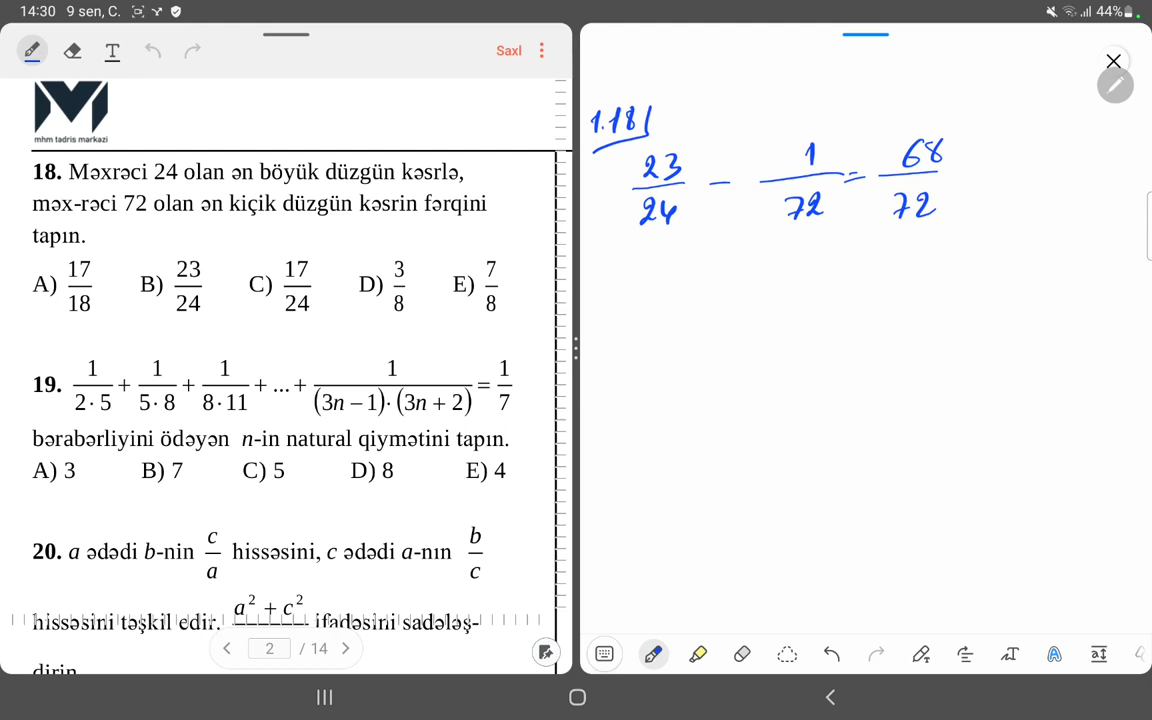 14:30 9 sen, C. 44%
Saxl
mhm tadris markazi
18. Məxrəci 24 olan ən böyük düzgün kəsrlə,
məx-rəci 72 olan ən kiçik düzgün kəsrin fərqini
tapın.
A) 17/18 B) 23/24 C) 17/24 D) 3/8 E) 7/8
19. 1/(2·5) + 1/(5·8) + 1/(8·11) + ... + 1/((3n – 1)·(3n + 2)) = 1/7
bərabərliyini ödəyən n-in natural qiymətini tapın.
A) 3 B) 7 C) 5 D) 8 E) 4
20. a ədədi b-nin c/a hissəsini, c ədədi a-nın b/c
hissəsini təşkil edir. a² + c² ifadəsini sadələş-
dirin
2 / 14
1.18/
23/24 – 1/72 = 68/72